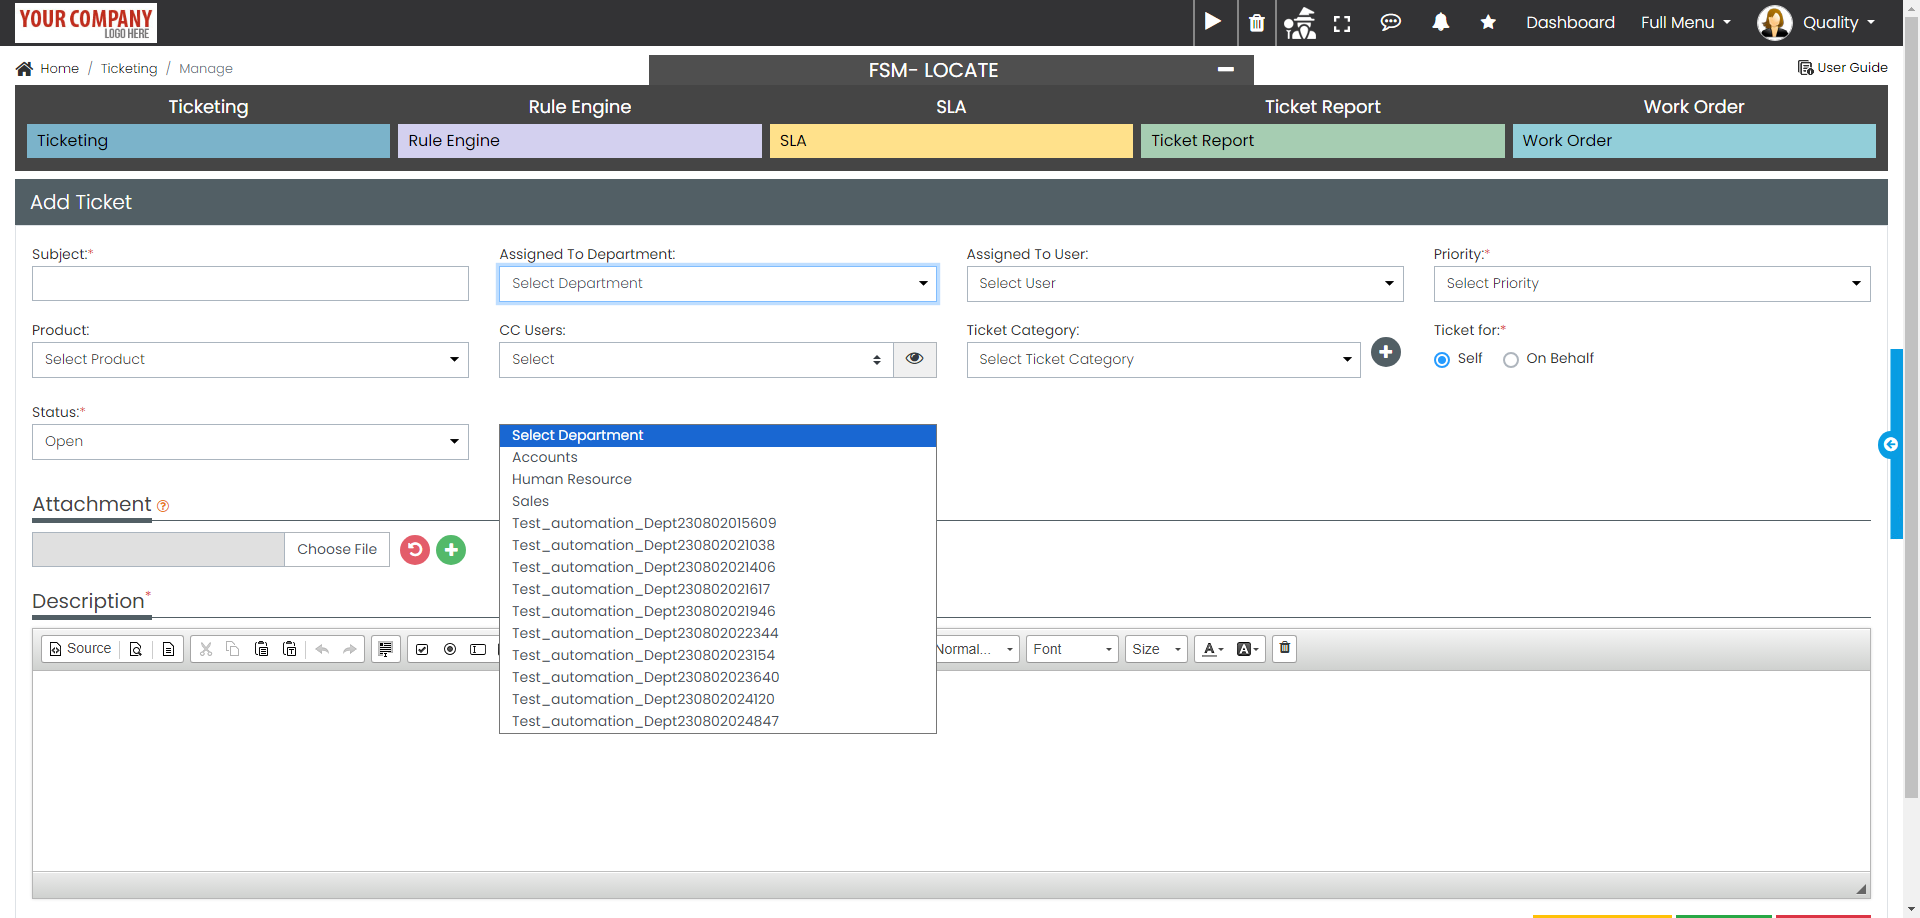 YOUR COMPANY
LOGO HERE
Dashboard
Full Menu
Quality
Home / Ticketing / Manage
FSM- LOCATE
User Guide
Ticketing
Rule Engine
SLA
Ticket Report
Work Order
Ticketing
Rule Engine
SLA
Ticket Report
Work Order
Add Ticket
Subject:*
Assigned To Department:
Assigned To User:
Priority:*
Select Department
Select User
Select Priority
Product:
CC Users:
Ticket Category:
Ticket for:*
Select Product
Select
Select Ticket Category
Self
On Behalf
Status:*
Open
Select Department
Accounts
Human Resource
Sales
Test_automation_Dept230802015609
Test_automation_Dept230802021038
Test_automation_Dept230802021406
Test_automation_Dept230802021617
Test_automation_Dept230802021946
Test_automation_Dept230802022344
Test_automation_Dept230802023154
Test_automation_Dept230802023640
Test_automation_Dept230802024120
Test_automation_Dept230802024847
Attachment
Choose File
Description*
Source
Normal...
Font
Size